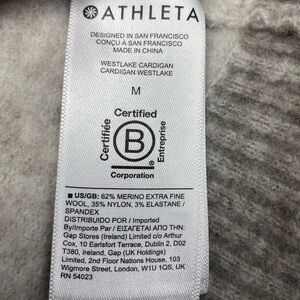 ATHLETA
DESIGNED IN SAN FRANCISCO
CONÇU À SAN FRANCISCO
MADE IN CHINA
WESTLAKE CARDIGAN
CARDIGAN WESTLAKE
M
Certified
Certifiée
B
®
Entreprise
Corporation
■ US/GB: 62% MERINO EXTRA FINE
WOOL, 35% NYLON, 3% ELASTANE /
SPANDEX
DISTRIBUIDO POR / Imported
By/Importé par / ΕΙΣΑΓΕΤΑΙ ΑΠΟ ΤΗΝ:
Gap Stores (Ireland) Limited c/o Arthur
Cox, 10 Earlsfort Terrace, Dublin 2, D02
T380, Ireland, Gap UK (Ireland)
Limited, 2nd Floor Nations House, 103
Wigmore Street, London, W1U 1QS, UK
RN 54023